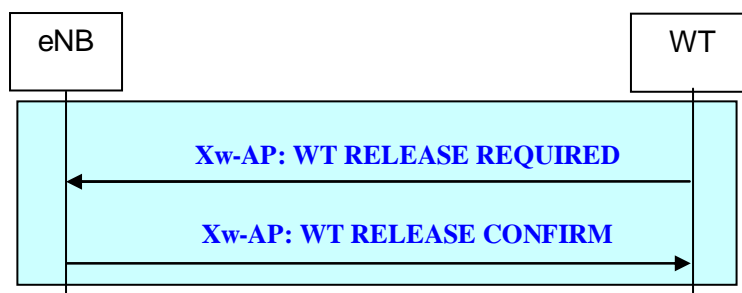 eNB
WT
Xw-AP: WT RELEASE REQUIRED
Xw-AP: WT RELEASE CONFIRM